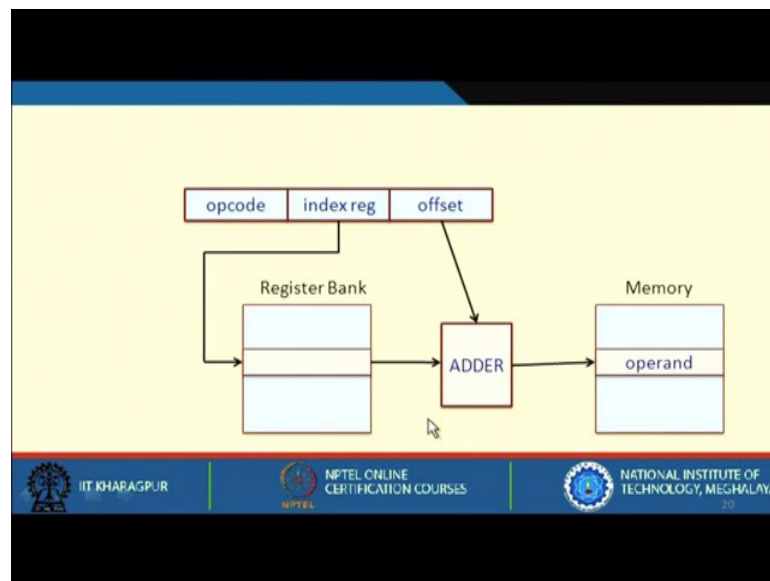 opcode index reg offset
Register Bank
Memory
ADDER
operand
IIT KHARAGPUR
NPTEL
NPTEL ONLINE
CERTIFICATION COURSES
NATIONAL INSTITUTE OF
TECHNOLOGY, MEGHALAYA
20